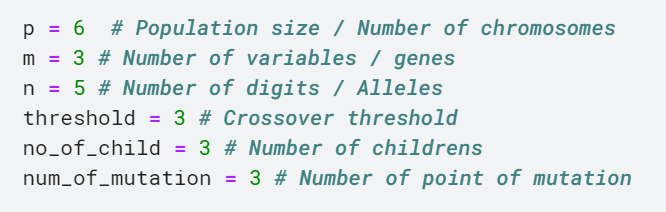 p = 6  # Population size / Number of chromosomes
m = 3 # Number of variables / genes
n = 5 # Number of digits / Alleles
threshold = 3 # Crossover threshold
no_of_child = 3 # Number of childrens
num_of_mutation = 3 # Number of point of mutation